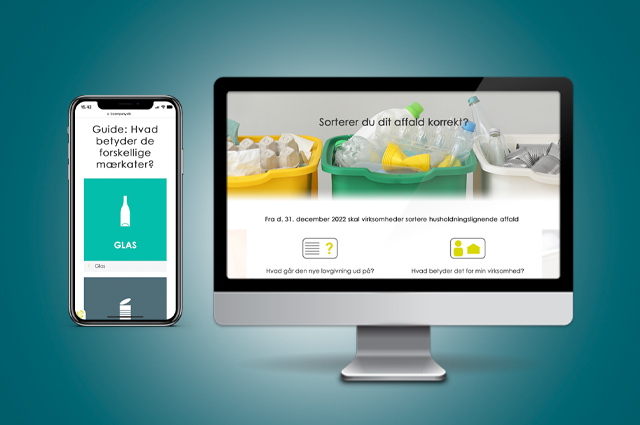 15.43
Guide: Hvad
betyder de
forskellige
mærkater?
GLAS
Glas
Sorterer du dit affald korrekt?
Fra d. 31. december 2022 skal virksomheder sortere husholdningslignende affald
?
Hvad går den nye lovgivning ud på?
Hvad betyder det for min virksomhed?